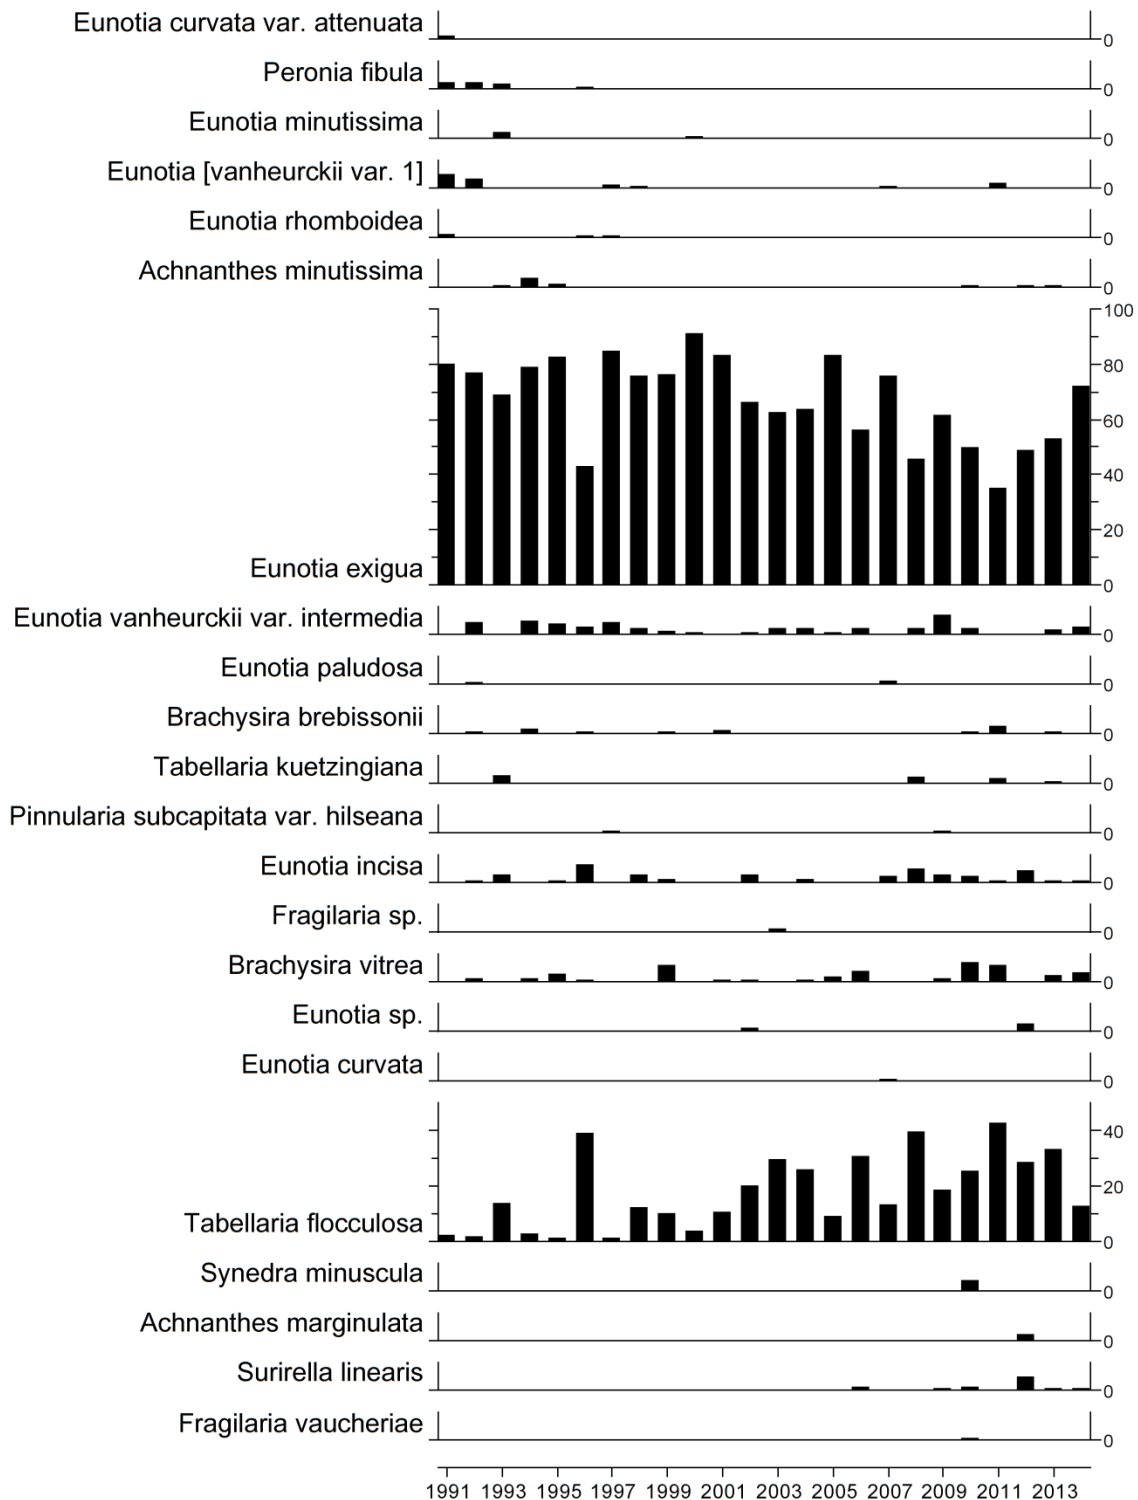 Eunotia curvata var. attenuata 0
Peronia fibula 0
Eunotia minutissima 0
Eunotia [vanheurckii var. 1] 0
Eunotia rhomboidea 0
Achnanthes minutissima 0
100
80
60
40
20
Eunotia exigua 0
Eunotia vanheurckii var. intermedia 0
Eunotia paludosa 0
Brachysira brebissonii 0
Tabellaria kuetzingiana 0
Pinnularia subcapitata var. hilseana 0
Eunotia incisa 0
Fragilaria sp. 0
Brachysira vitrea 0
Eunotia sp. 0
Eunotia curvata 0
40
20
Tabellaria flocculosa 0
Synedra minuscula 0
Achnanthes marginulata 0
Surirella linearis 0
Fragilaria vaucheriae 0
1991 1993 1995 1997 1999 2001 2003 2005 2007 2009 2011 2013